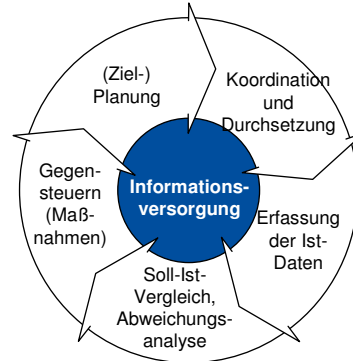 (Ziel-)
Planung
Koordination
und
Durchsetzung
Erfassung
der Ist-
Daten
Soll-Ist-
Vergleich,
Abweichungs-
analyse
Gegen-
steuern
(Maß-
nahmen)
Informations-
versorgung